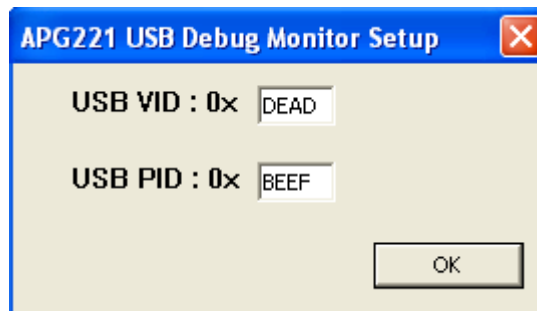 APG221 USB Debug Monitor Setup
USB VID : 0x DEAD
USB PID : 0x BEEF
OK